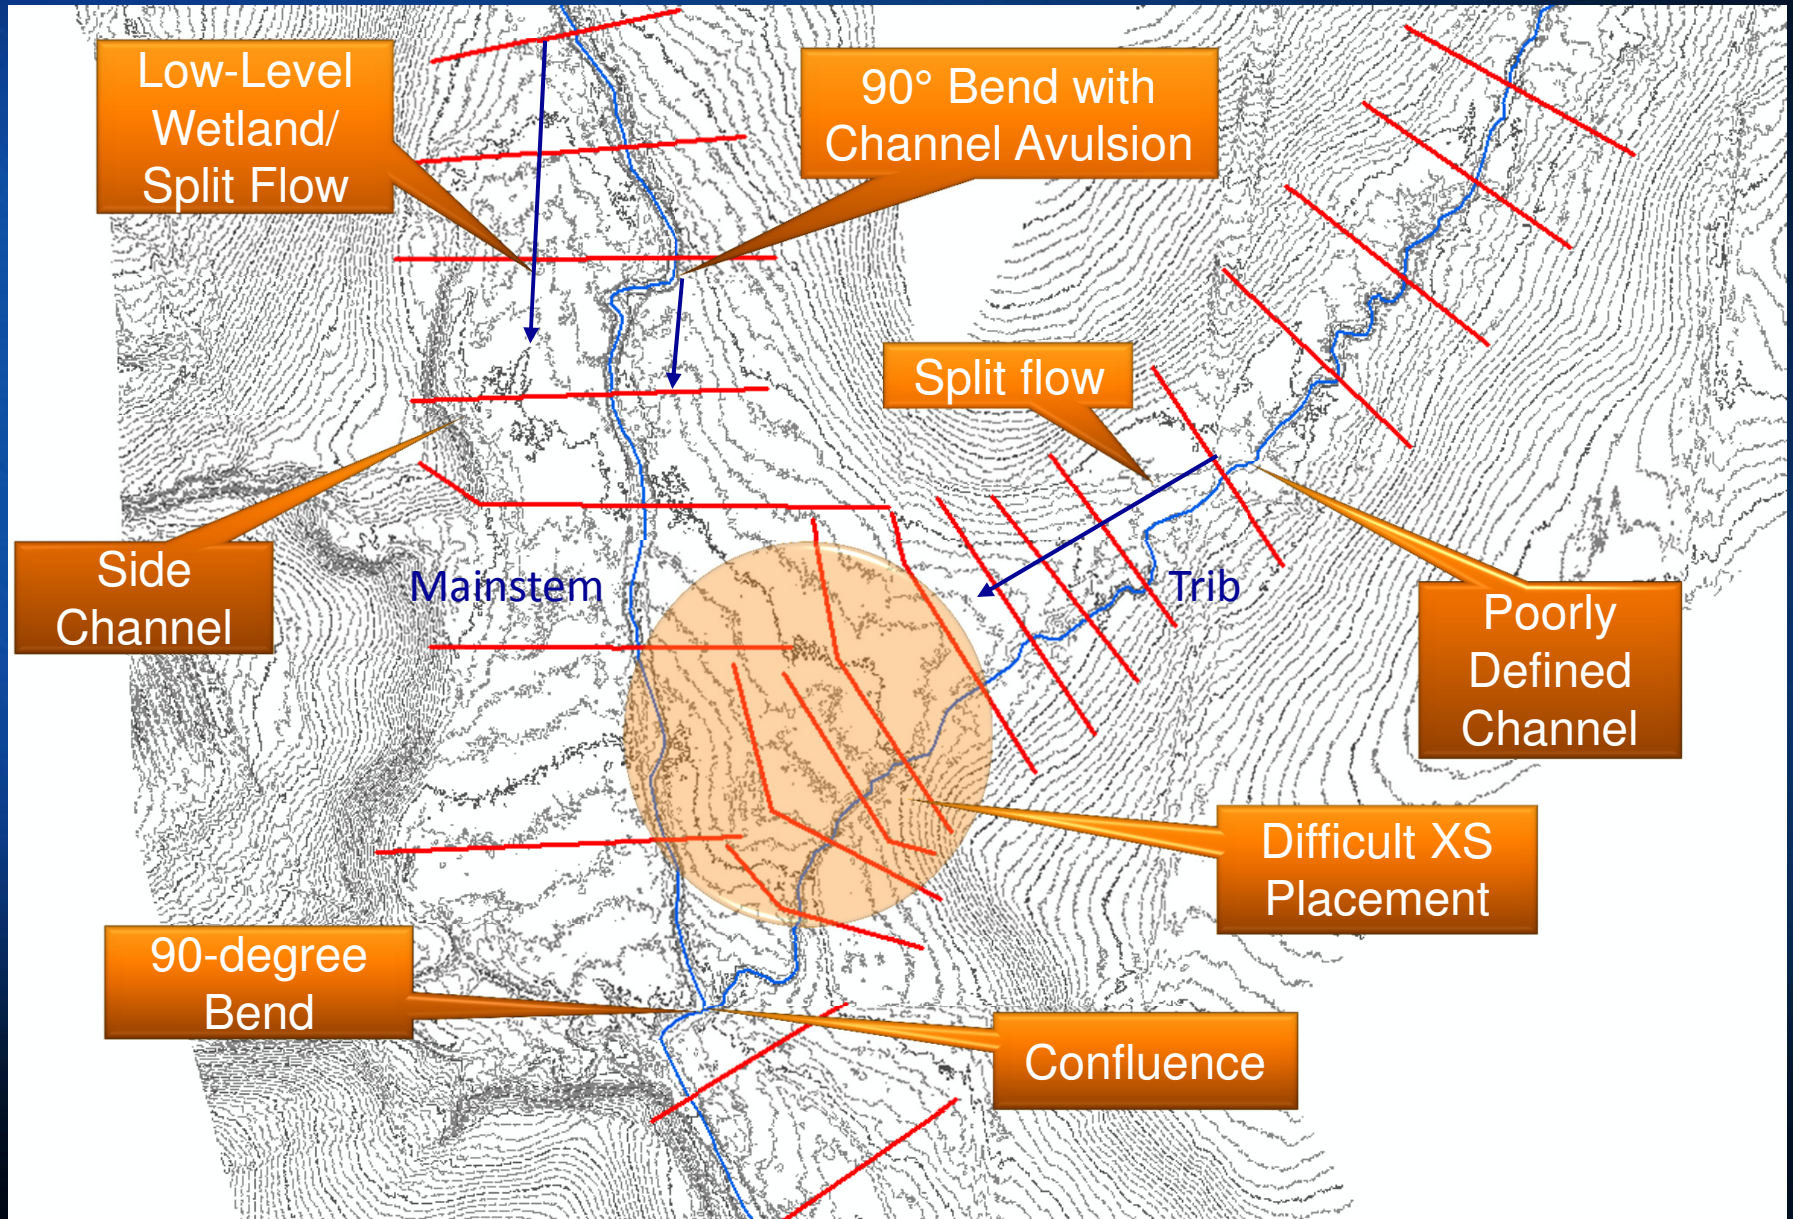 Low-Level
Wetland/
Split Flow
90° Bend with
Channel Avulsion
Split flow
Side
Channel
Mainstem
Trib
Poorly
Defined
Channel
Difficult XS
Placement
90-degree
Bend
Confluence